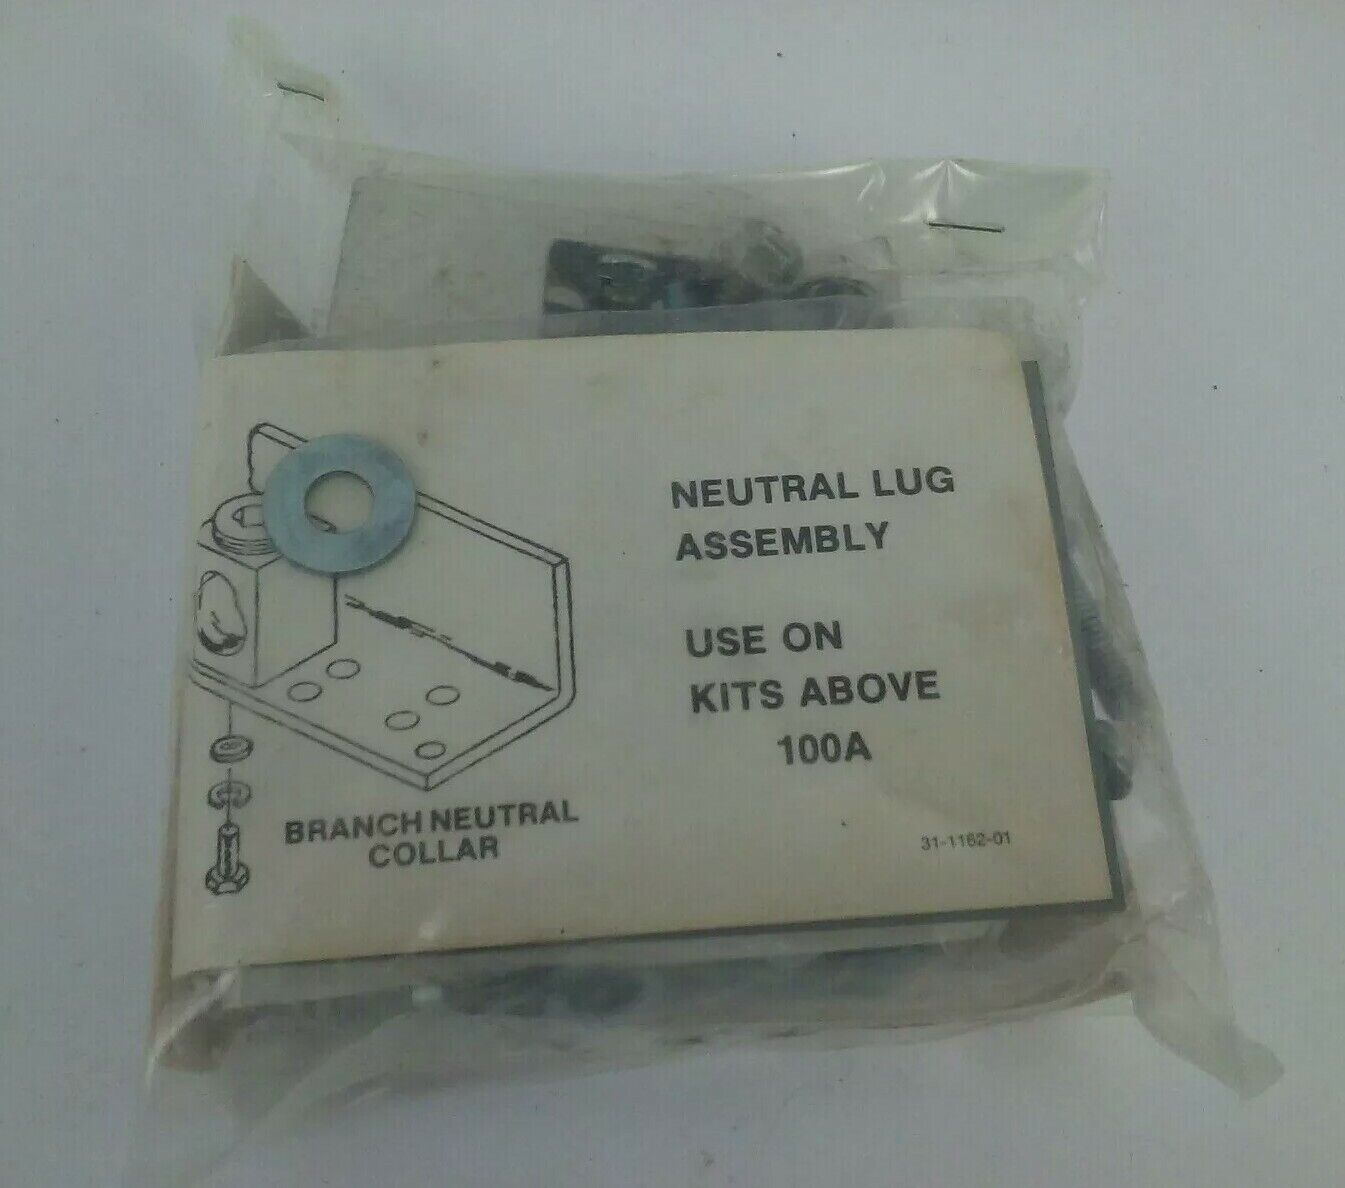 NEUTRAL LUG
ASSEMBLY
USE ON
KITS ABOVE
100A
BRANCH NEUTRAL
COLLAR
31-1162-01